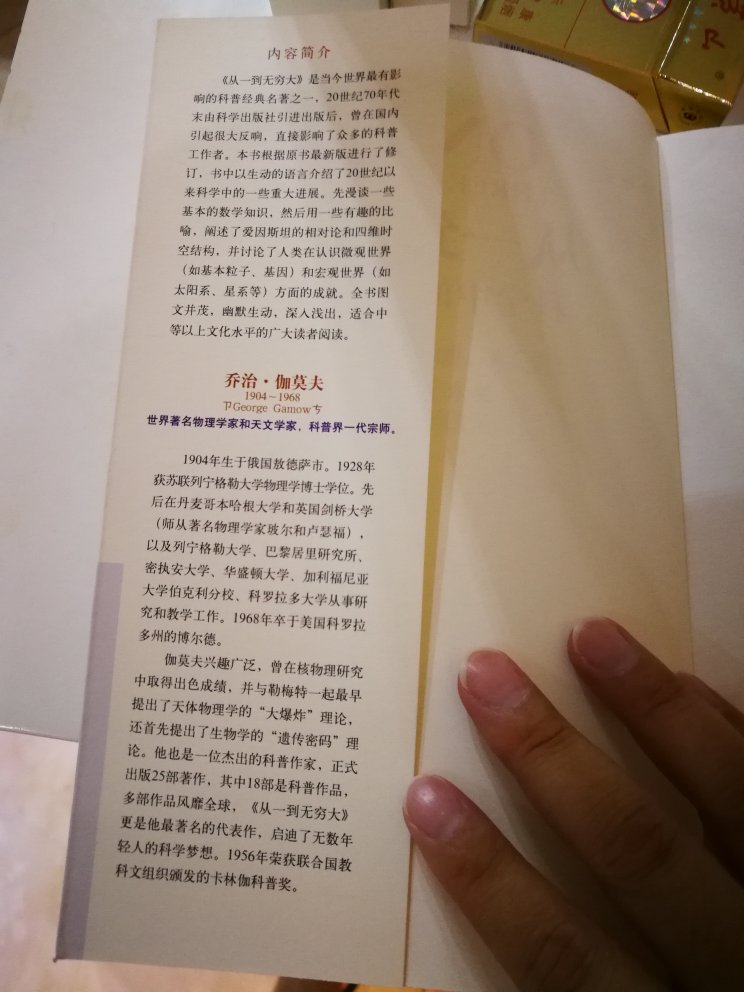 内容简介
《从一到无穷大》是当今世界最有影
响的科普经典名著之一，20世纪70年代
末由科学出版社引进出版后，曾在国内
引起很大反响，直接影响了众多的科普
工作者。本书根据原书最新版进行了修
订，书中以生动的语言介绍了20世纪以
来科学中的一些重大进展。先漫谈一些
基本的数学知识，然后用一些有趣的比
喻，阐述了爱因斯坦的相对论和四维时
空结构，并讨论了人类在认识微观世界
（如基本粒子、基因）和宏观世界（如
太阳系、星系等）方面的成就。全书图
文并茂，幽默生动，深入浅出，适合中
等以上文化水平的广大读者阅读。
乔治·伽莫夫
1904～1968
George Gamow
世界著名物理学家和天文学家，科普界一代宗师。
1904年生于俄国敖德萨市。1928年
获苏联列宁格勒大学物理学博士学位。先
后在丹麦哥本哈根大学和英国剑桥大学
（师从著名物理学家玻尔和卢瑟福），
以及列宁格勒大学、巴黎居里研究所、
密执安大学、华盛顿大学、加利福尼亚
大学伯克利分校、科罗拉多大学从事研
究和教学工作。1968年卒于美国科罗拉
多州的博尔德。
伽莫夫兴趣广泛，曾在核物理研究
中取得出色成绩，并与勒梅特一起最早
提出了天体物理学的“大爆炸”理论，
还首先提出了生物学的“遗传密码”理
论。他也是一位杰出的科普作家，正式
出版25部著作，其中18部是科普作品，
多部作品风靡全球，《从一到无穷大》
更是他最著名的代表作，启迪了无数年
轻人的科学梦想。1956年荣获联合国教
科文组织颁发的卡林伽科普奖。